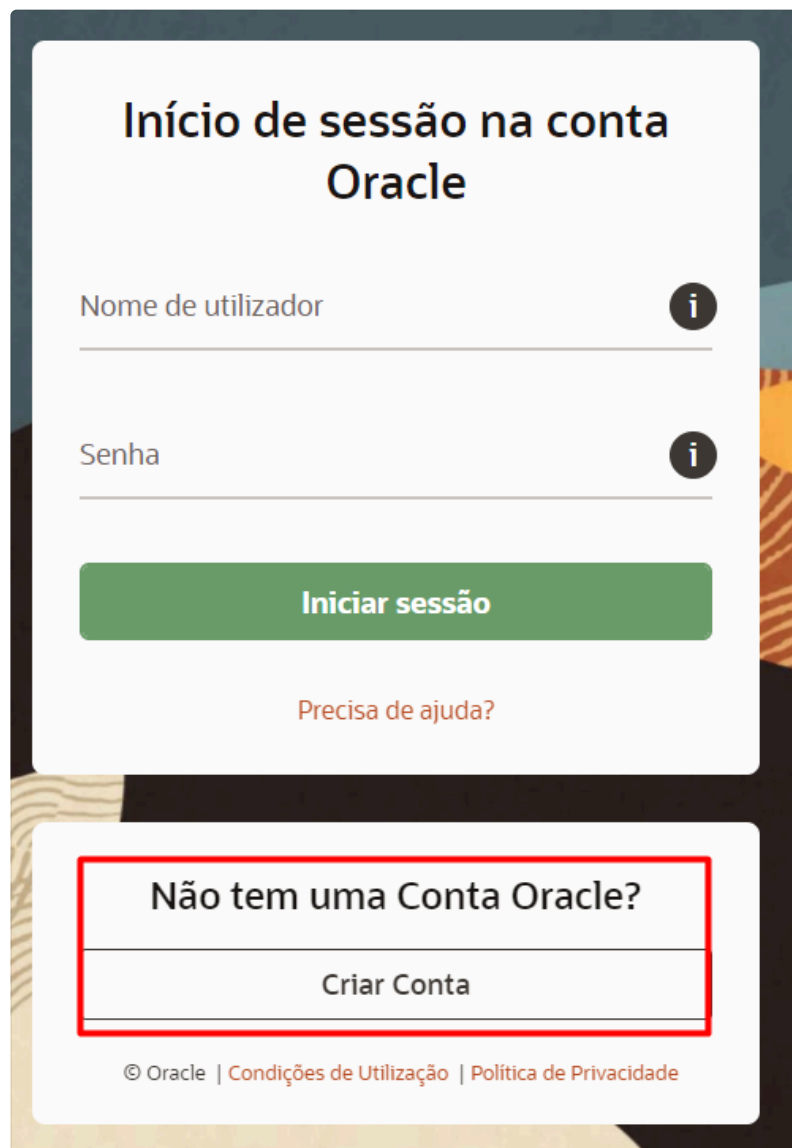 Início de sessão na conta
Oracle
Nome de utilizador
i
Senha
i
Iniciar sessão
Precisa de ajuda?
Não tem uma Conta Oracle?
Criar Conta
© Oracle | Condições de Utilização | Política de Privacidade